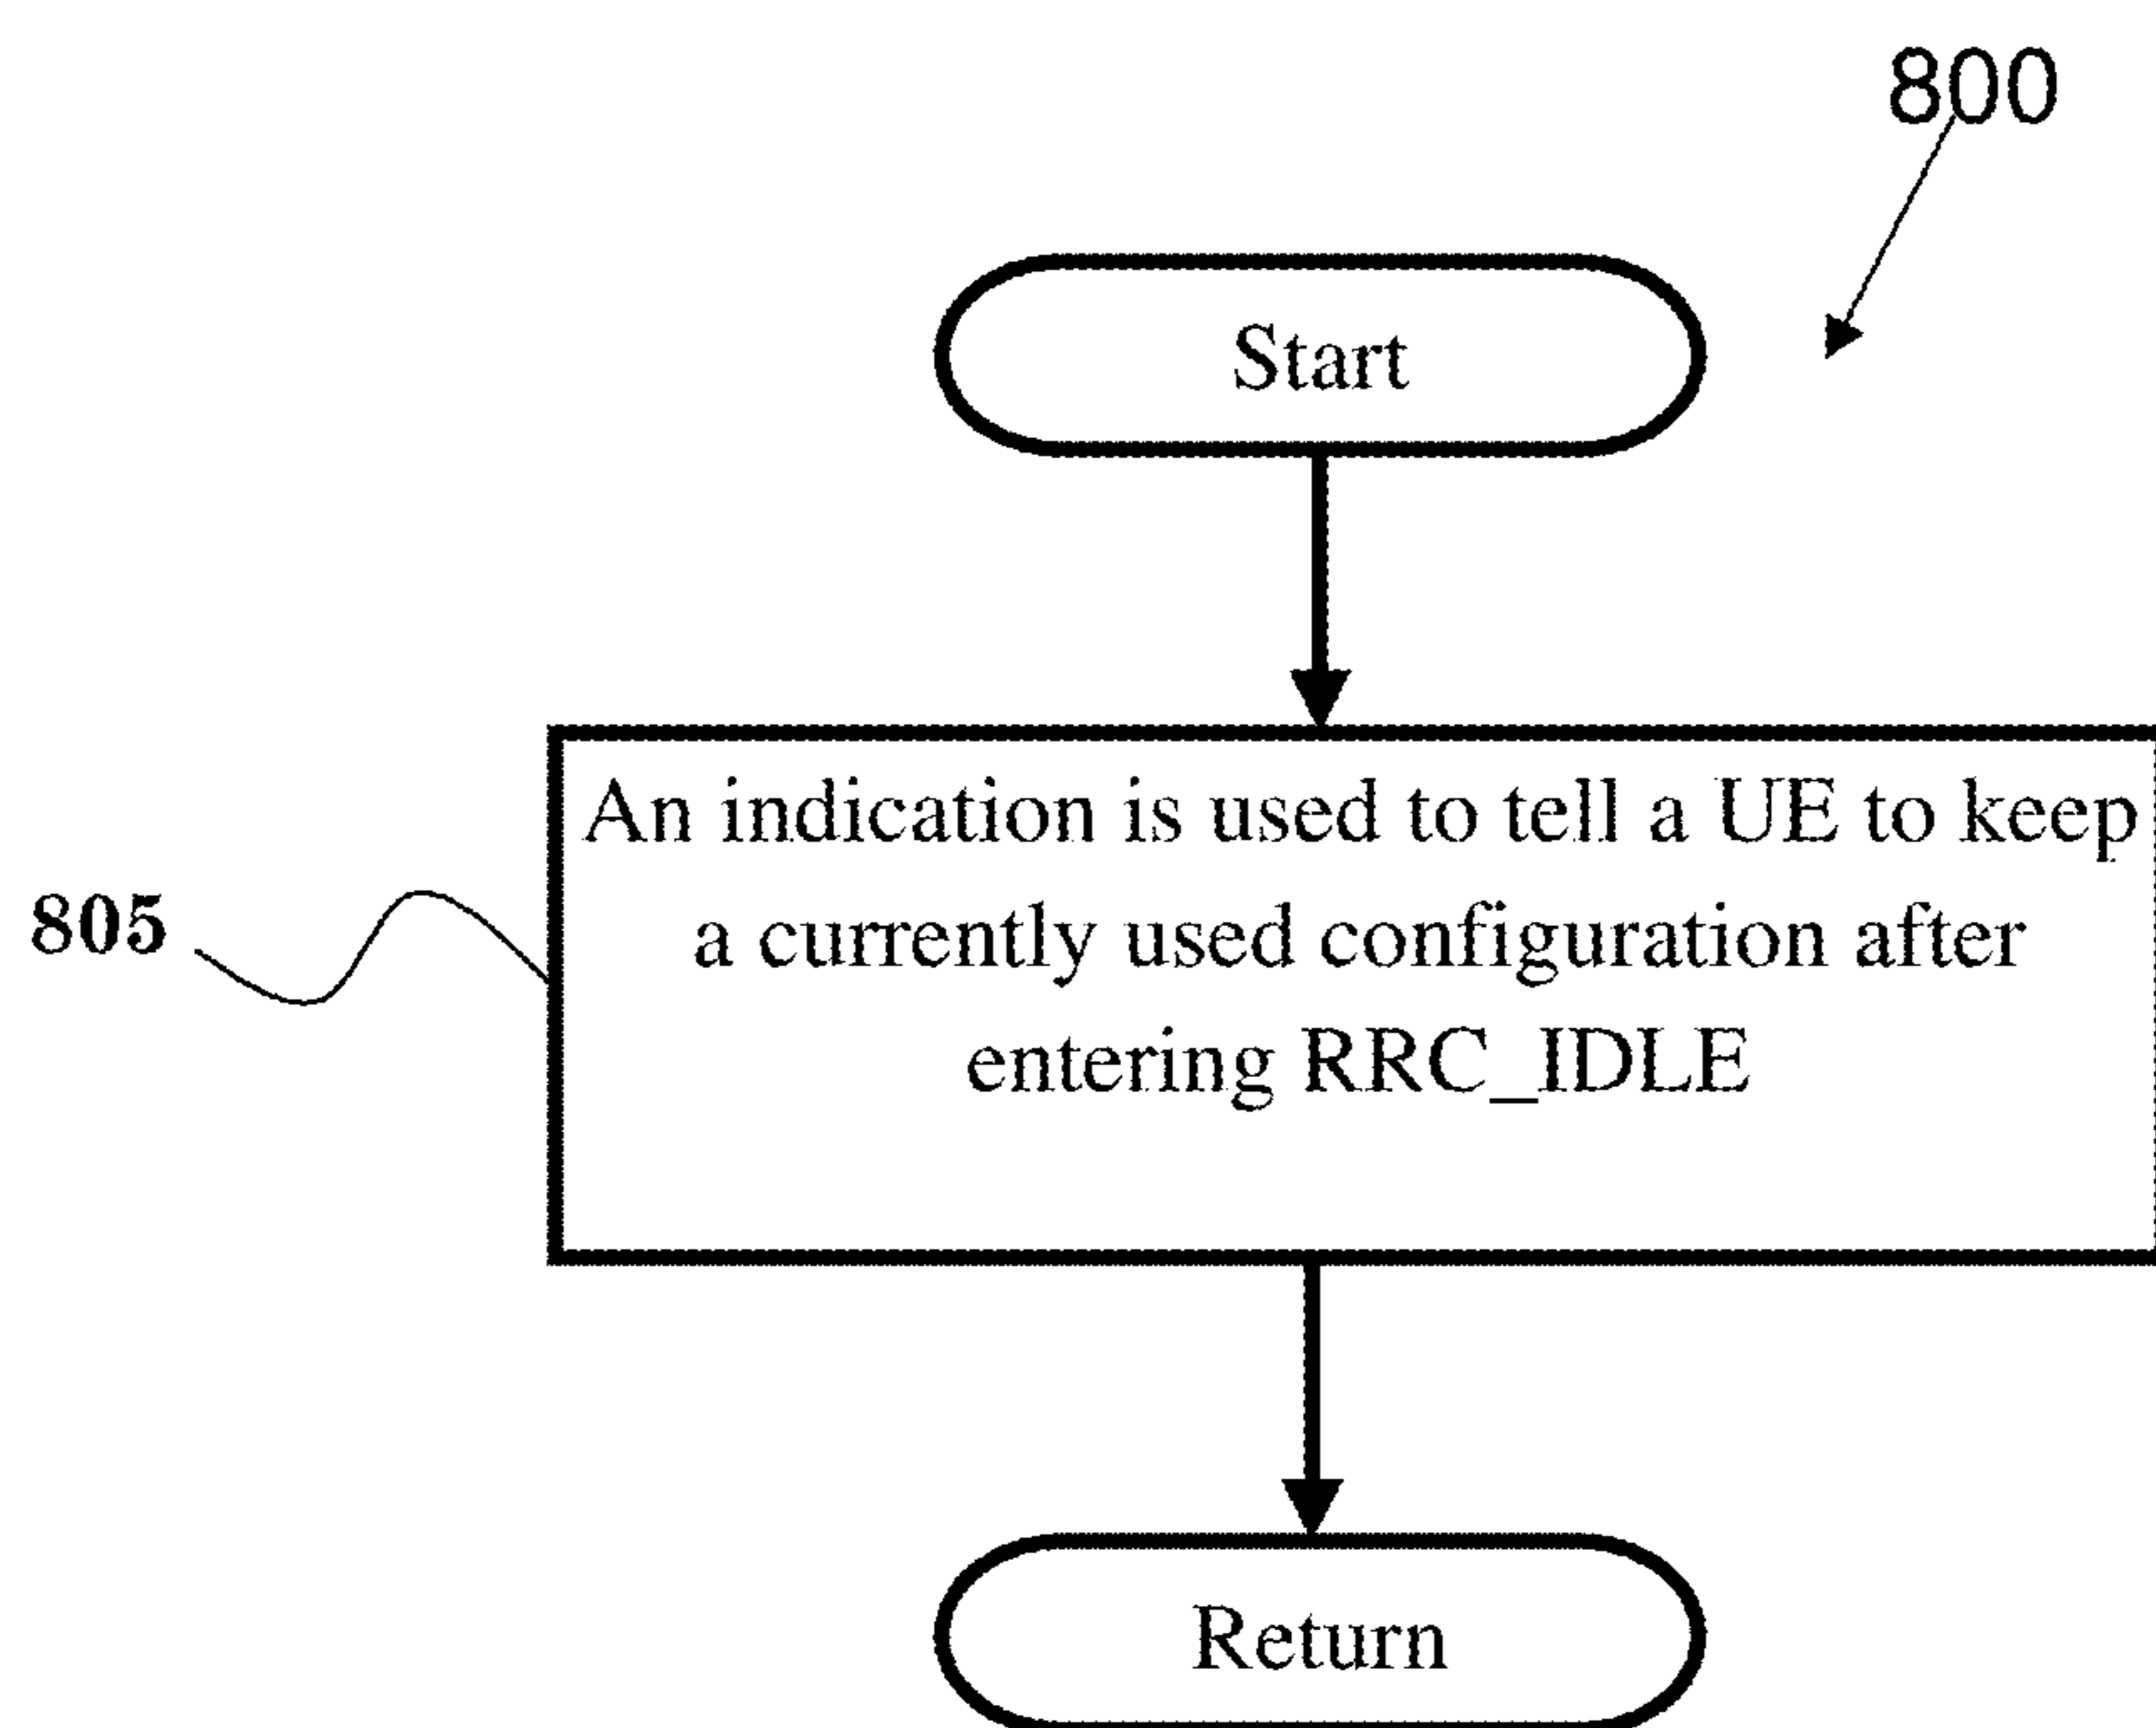 800
Start
An indication is used to tell a UE to keep
a currently used configuration after
entering RRC_IDLE
805
Return